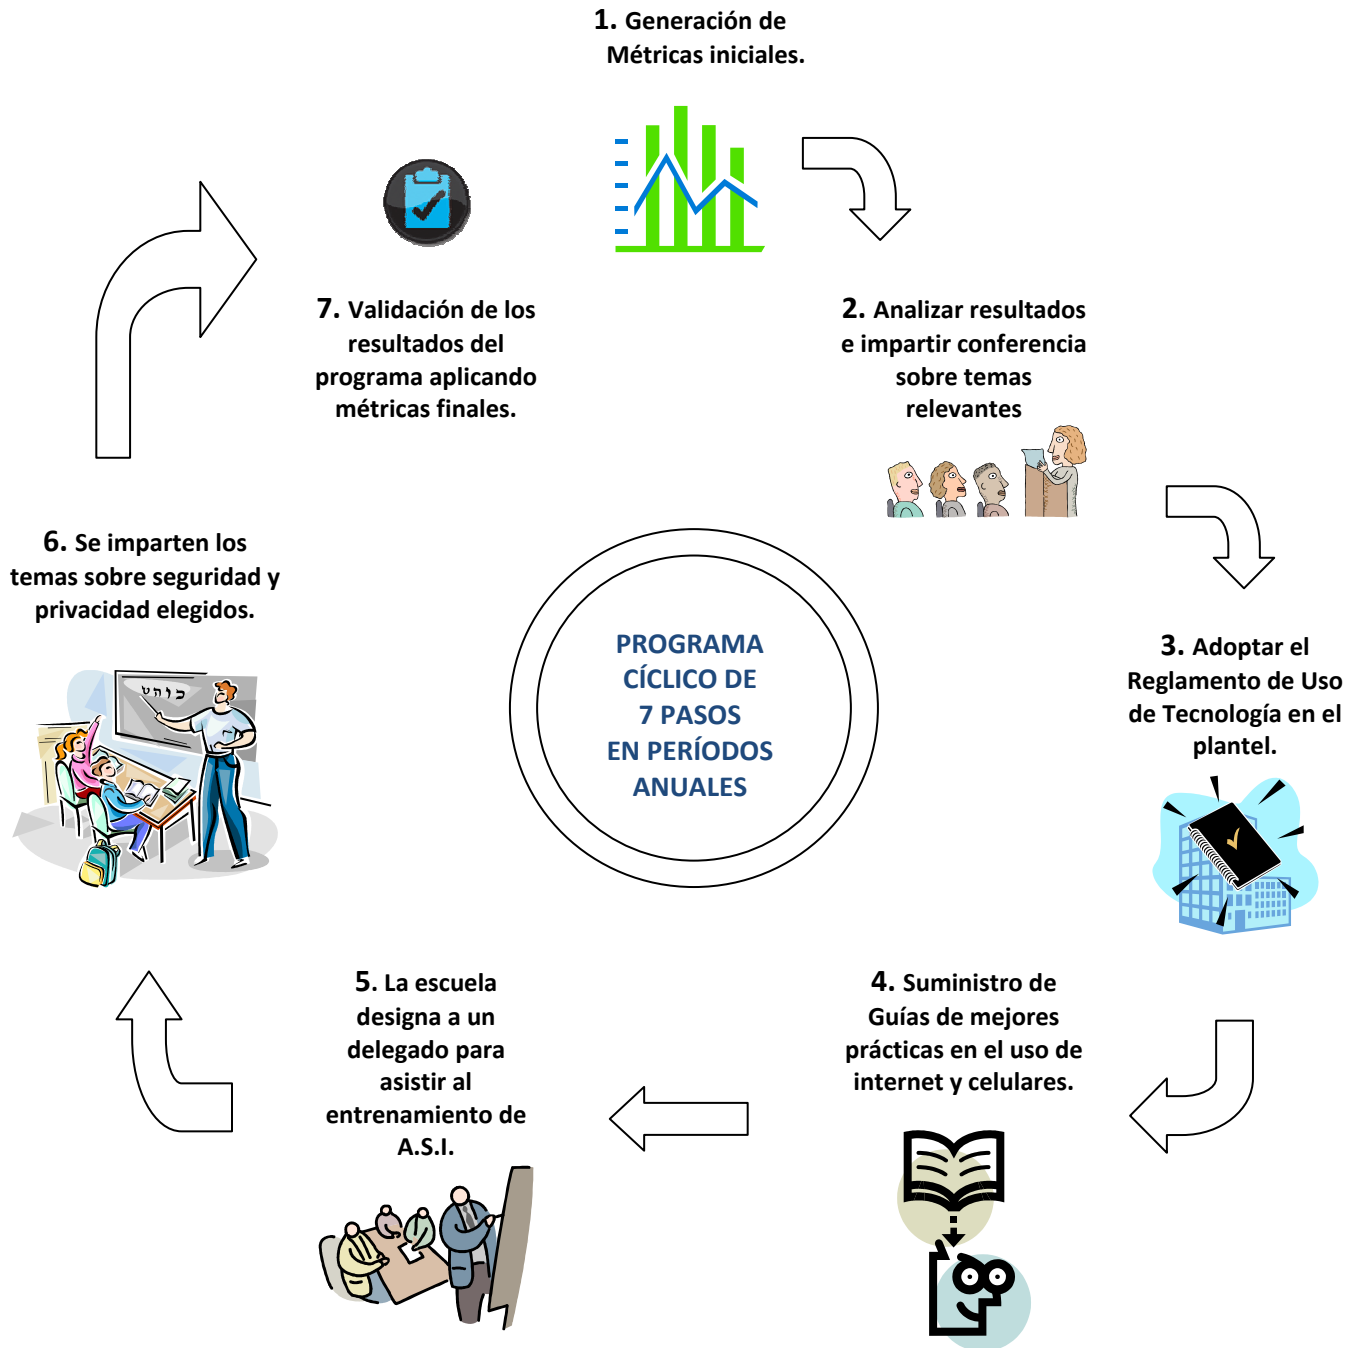 1. Generación de
Métricas iniciales.
2. Analizar resultados
e impartir conferencia
sobre temas
relevantes
3. Adoptar el
Reglamento de Uso
de Tecnología en el
plantel.
4. Suministro de
Guías de mejores
prácticas en el uso de
internet y celulares.
5. La escuela
designa a un
delegado para
asistir al
entrenamiento de
A.S.I.
6. Se imparten los
temas sobre seguridad y
privacidad elegidos.
7. Validación de los
resultados del
programa aplicando
métricas finales.
PROGRAMA
CÍCLICO DE
7 PASOS
EN PERÍODOS
ANUALES